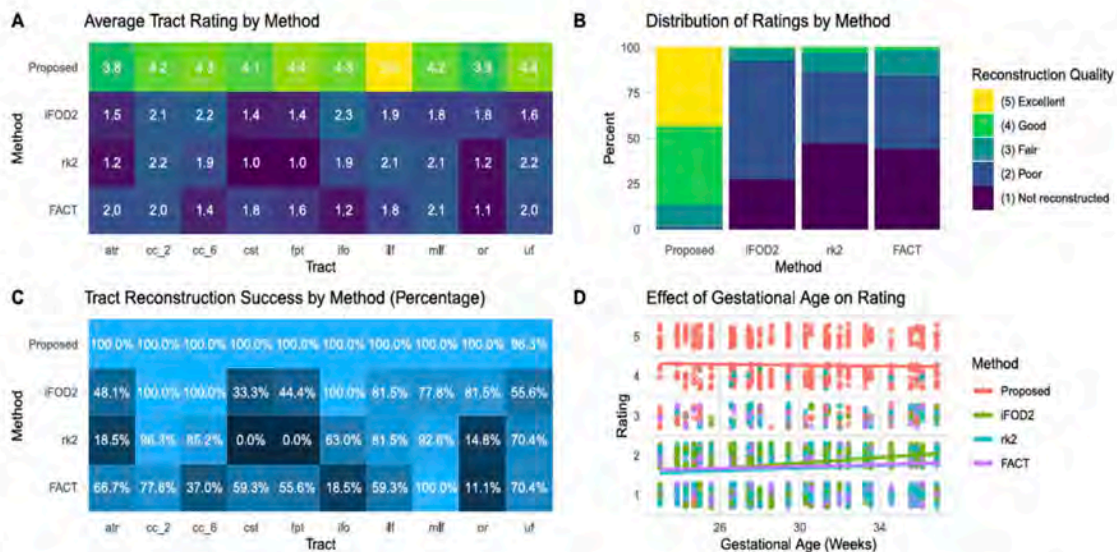 A Average Tract Rating by Method
Method
Proposed 3.8 4.2 4.3 4.1 4.4 4.2 3.9 4.4
iFOD2 1.5 2.1 2.2 1.4 1.4 2.3 1.9 1.8 1.8 1.6
rk2 1.2 2.2 1.9 1.0 1.0 1.9 2.1 2.1 1.2 2.2
FACT 2.0 2.0 1.4 1.8 1.6 1.2 1.8 2.1 1.1 2.0
atr cc_2 cc_6 cst fpt ifo ilf mlf or uf
Tract
B Distribution of Ratings by Method
Percent
100
75
50
25
0
Proposed iFOD2 rk2 FACT
Method
Reconstruction Quality
(5) Excellent
(4) Good
(3) Fair
(2) Poor
(1) Not reconstructed
C Tract Reconstruction Success by Method (Percentage)
Method
Proposed 100.0% 100.0% 100.0% 100.0% 100.0% 100.0% 100.0% 100.0% 100.0% 96.3%
iFOD2 48.1% 100.0% 100.0% 33.3% 44.4% 100.0% 81.5% 77.8% 81.5% 55.6%
rk2 18.5% 96.3% 85.2% 0.0% 0.0% 63.0% 81.5% 92.6% 14.8% 70.4%
FACT 66.7% 77.8% 37.0% 59.3% 55.6% 18.5% 59.3% 100.0% 11.1% 70.4%
atr cc_2 cc_6 cst fpt ifo ilf mlf or uf
Tract
D Effect of Gestational Age on Rating
Rating
5
4
3
2
1
26 30 34
Gestational Age (Weeks)
Method
Proposed
iFOD2
rk2
FACT